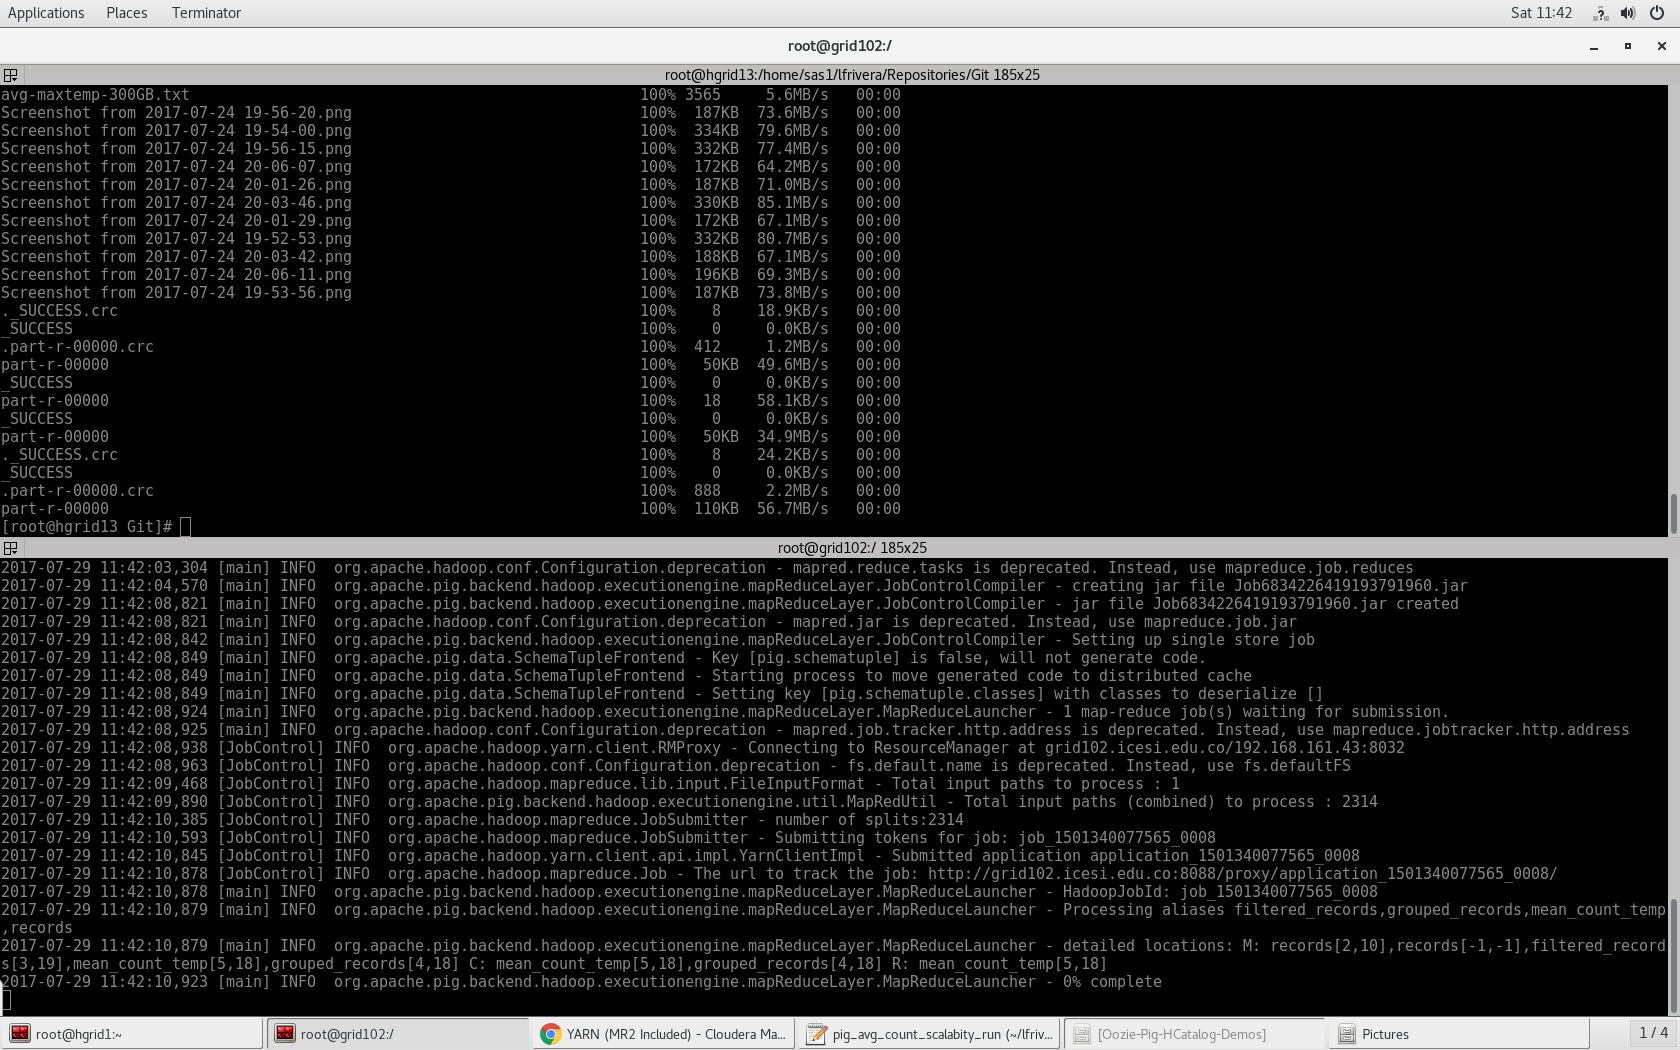 Applications Places Terminator Sat 11:42
root@grid102:/
root@hgrid13:/home/sas1/lfrivera/Repositories/Git 185x25
avg-maxtemp-300GB.txt 100% 3565 5.6MB/s 00:00
Screenshot from 2017-07-24 19-56-20.png 100% 187KB 73.6MB/s 00:00
Screenshot from 2017-07-24 19-54-00.png 100% 334KB 79.6MB/s 00:00
Screenshot from 2017-07-24 19-56-15.png 100% 332KB 77.4MB/s 00:00
Screenshot from 2017-07-24 20-06-07.png 100% 172KB 64.2MB/s 00:00
Screenshot from 2017-07-24 20-01-26.png 100% 187KB 71.0MB/s 00:00
Screenshot from 2017-07-24 20-03-46.png 100% 330KB 85.1MB/s 00:00
Screenshot from 2017-07-24 20-01-29.png 100% 172KB 67.1MB/s 00:00
Screenshot from 2017-07-24 19-52-53.png 100% 332KB 80.7MB/s 00:00
Screenshot from 2017-07-24 20-03-42.png 100% 188KB 67.1MB/s 00:00
Screenshot from 2017-07-24 20-06-11.png 100% 196KB 69.3MB/s 00:00
Screenshot from 2017-07-24 19-53-56.png 100% 187KB 73.8MB/s 00:00
._SUCCESS.crc 100% 8 18.9KB/s 00:00
_SUCCESS 100% 0 0.0KB/s 00:00
.part-r-00000.crc 100% 412 1.2MB/s 00:00
part-r-00000 100% 50KB 49.6MB/s 00:00
_SUCCESS 100% 0 0.0KB/s 00:00
part-r-00000 100% 18 58.1KB/s 00:00
_SUCCESS 100% 0 0.0KB/s 00:00
part-r-00000 100% 50KB 34.9MB/s 00:00
._SUCCESS.crc 100% 8 24.2KB/s 00:00
_SUCCESS 100% 0 0.0KB/s 00:00
.part-r-00000.crc 100% 888 2.2MB/s 00:00
part-r-00000 100% 110KB 56.7MB/s 00:00
[root@hgrid13 Git]#
root@grid102:/ 185x25
2017-07-29 11:42:03,304 [main] INFO org.apache.hadoop.conf.Configuration.deprecation - mapred.reduce.tasks is deprecated. Instead, use mapreduce.job.reduces
2017-07-29 11:42:04,570 [main] INFO org.apache.pig.backend.hadoop.executionengine.mapReduceLayer.JobControlCompiler - creating jar file Job6834226419193791960.jar
2017-07-29 11:42:08,821 [main] INFO org.apache.pig.backend.hadoop.executionengine.mapReduceLayer.JobControlCompiler - jar file Job6834226419193791960.jar created
2017-07-29 11:42:08,821 [main] INFO org.apache.hadoop.conf.Configuration.deprecation - mapred.jar is deprecated. Instead, use mapreduce.job.jar
2017-07-29 11:42:08,842 [main] INFO org.apache.pig.backend.hadoop.executionengine.mapReduceLayer.JobControlCompiler - Setting up single store job
2017-07-29 11:42:08,849 [main] INFO org.apache.pig.data.SchemaTupleFrontend - Key [pig.schematuple] is false, will not generate code.
2017-07-29 11:42:08,849 [main] INFO org.apache.pig.data.SchemaTupleFrontend - Starting process to move generated code to distributed cache
2017-07-29 11:42:08,849 [main] INFO org.apache.pig.data.SchemaTupleFrontend - Setting key [pig.schematuple.classes] with classes to deserialize []
2017-07-29 11:42:08,924 [main] INFO org.apache.pig.backend.hadoop.executionengine.mapReduceLayer.MapReduceLauncher - 1 map-reduce job(s) waiting for submission.
2017-07-29 11:42:08,925 [main] INFO org.apache.hadoop.conf.Configuration.deprecation - mapred.job.tracker.http.address is deprecated. Instead, use mapreduce.jobtracker.http.address
2017-07-29 11:42:08,938 [JobControl] INFO org.apache.hadoop.yarn.client.RMProxy - Connecting to ResourceManager at grid102.icesi.edu.co/192.168.161.43:8032
2017-07-29 11:42:08,963 [JobControl] INFO org.apache.hadoop.conf.Configuration.deprecation - fs.default.name is deprecated. Instead, use fs.defaultFS
2017-07-29 11:42:09,468 [JobControl] INFO org.apache.hadoop.mapreduce.lib.input.FileInputFormat - Total input paths to process : 1
2017-07-29 11:42:09,890 [JobControl] INFO org.apache.pig.backend.hadoop.executionengine.util.MapRedUtil - Total input paths (combined) to process : 2314
2017-07-29 11:42:10,385 [JobControl] INFO org.apache.hadoop.mapreduce.JobSubmitter - number of splits:2314
2017-07-29 11:42:10,593 [JobControl] INFO org.apache.hadoop.mapreduce.JobSubmitter - Submitting tokens for job: job_1501340077565_0008
2017-07-29 11:42:10,845 [JobControl] INFO org.apache.hadoop.yarn.client.api.impl.YarnClientImpl - Submitted application application_1501340077565_0008
2017-07-29 11:42:10,878 [JobControl] INFO org.apache.hadoop.mapreduce.Job - The url to track the job: http://grid102.icesi.edu.co:8088/proxy/application_1501340077565_0008/
2017-07-29 11:42:10,878 [main] INFO org.apache.pig.backend.hadoop.executionengine.mapReduceLayer.MapReduceLauncher - HadoopJobId: job_1501340077565_0008
2017-07-29 11:42:10,879 [main] INFO org.apache.pig.backend.hadoop.executionengine.mapReduceLayer.MapReduceLauncher - Processing aliases filtered_records,grouped_records,mean_count_temp
,records
2017-07-29 11:42:10,879 [main] INFO org.apache.pig.backend.hadoop.executionengine.mapReduceLayer.MapReduceLauncher - detailed locations: M: records[2,10],records[-1,-1],filtered_record
s[3,19],mean_count_temp[5,18],grouped_records[4,18] C: mean_count_temp[5,18],grouped_records[4,18] R: mean_count_temp[5,18]
2017-07-29 11:42:10,923 [main] INFO org.apache.pig.backend.hadoop.executionengine.mapReduceLayer.MapReduceLauncher - 0% complete
root@hgrid1:~ root@grid102:/ YARN (MR2 Included) - Cloudera Ma... pig_avg_count_scalabity_run (~/lfriv... [Oozie-Pig-HCatalog-Demos] Pictures 1 / 4